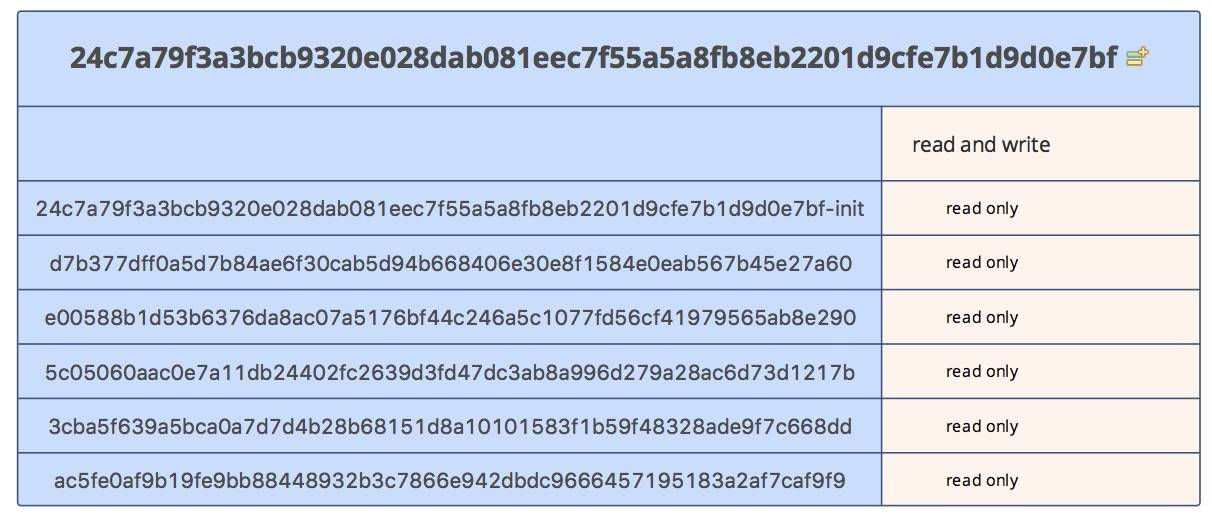 24c7a79f3a3bcb9320e028dab081eec7f55a5a8fb8eb2201d9cfe7b1d9d0e7bf
read and write
24c7a79f3a3bcb9320e028dab081eec7f55a5a8fb8eb2201d9cfe7b1d9d0e7bf-init read only
d7b377dff0a5d7b84ae6f30cab5d94b668406e30e8f1584e0eab567b45e27a60 read only
e00588b1d53b6376da8ac07a5176bf44c246a5c1077fd56cf41979565ab8e290 read only
5c05060aac0e7a11db24402fc2639d3fd47dc3ab8a996d279a28ac6d73d1217b read only
3cba5f639a5bca0a7d7d4b28b68151d8a10101583f1b59f48328ade9f7c668dd read only
ac5fe0af9b19fe9bb88448932b3c7866e942dbdc9666457195183a2af7caf9f9 read only